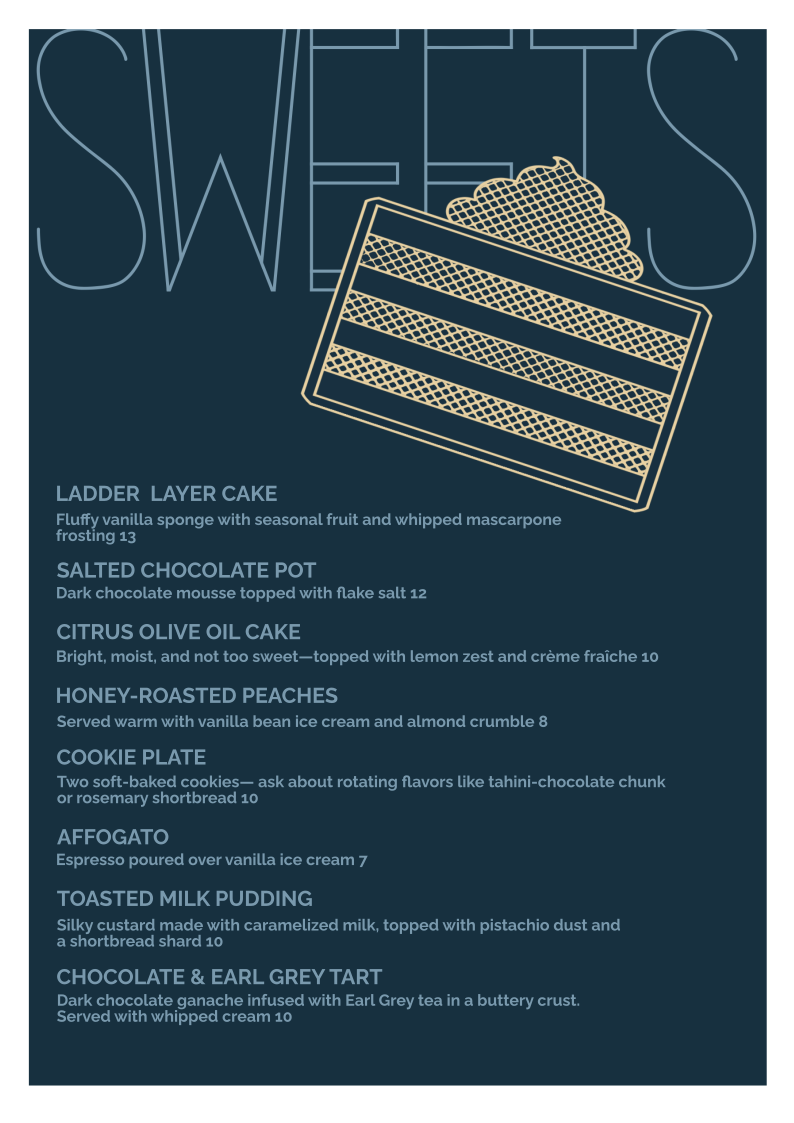 SWEETS
LADDER  LAYER CAKE
Fluffy vanilla sponge with seasonal fruit and whipped mascarpone
frosting 13
SALTED CHOCOLATE POT
Dark chocolate mousse topped with flake salt 12
CITRUS OLIVE OIL CAKE
Bright, moist, and not too sweet—topped with lemon zest and crème fraîche 10
HONEY-ROASTED PEACHES
Served warm with vanilla bean ice cream and almond crumble 8
COOKIE PLATE
Two soft-baked cookies— ask about rotating flavors like tahini-chocolate chunk
or rosemary shortbread 10
AFFOGATO
Espresso poured over vanilla ice cream 7
TOASTED MILK PUDDING
Silky custard made with caramelized milk, topped with pistachio dust and
a shortbread shard 10
CHOCOLATE & EARL GREY TART
Dark chocolate ganache infused with Earl Grey tea in a buttery crust.
Served with whipped cream 10